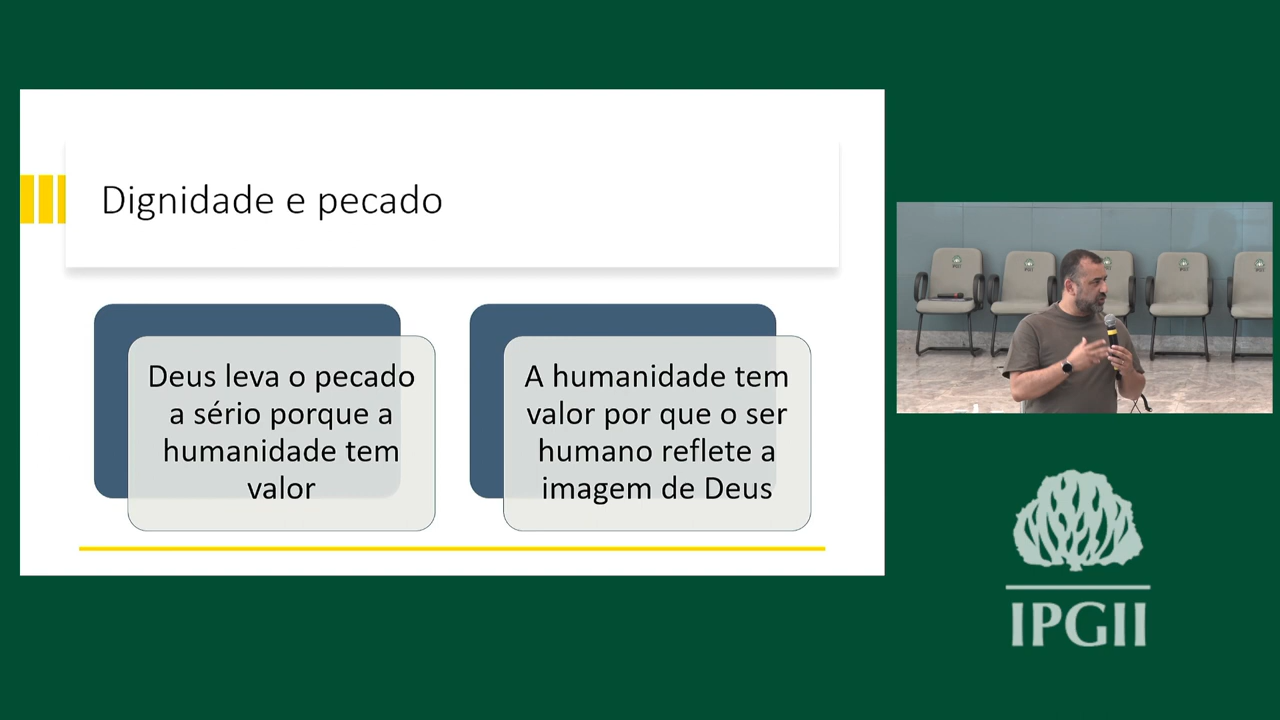 Dignidade e pecado
Deus leva o pecado
a sério porque a
humanidade tem
valor
A humanidade tem
valor por que o ser
humano reflete a
imagem de Deus
IPGII